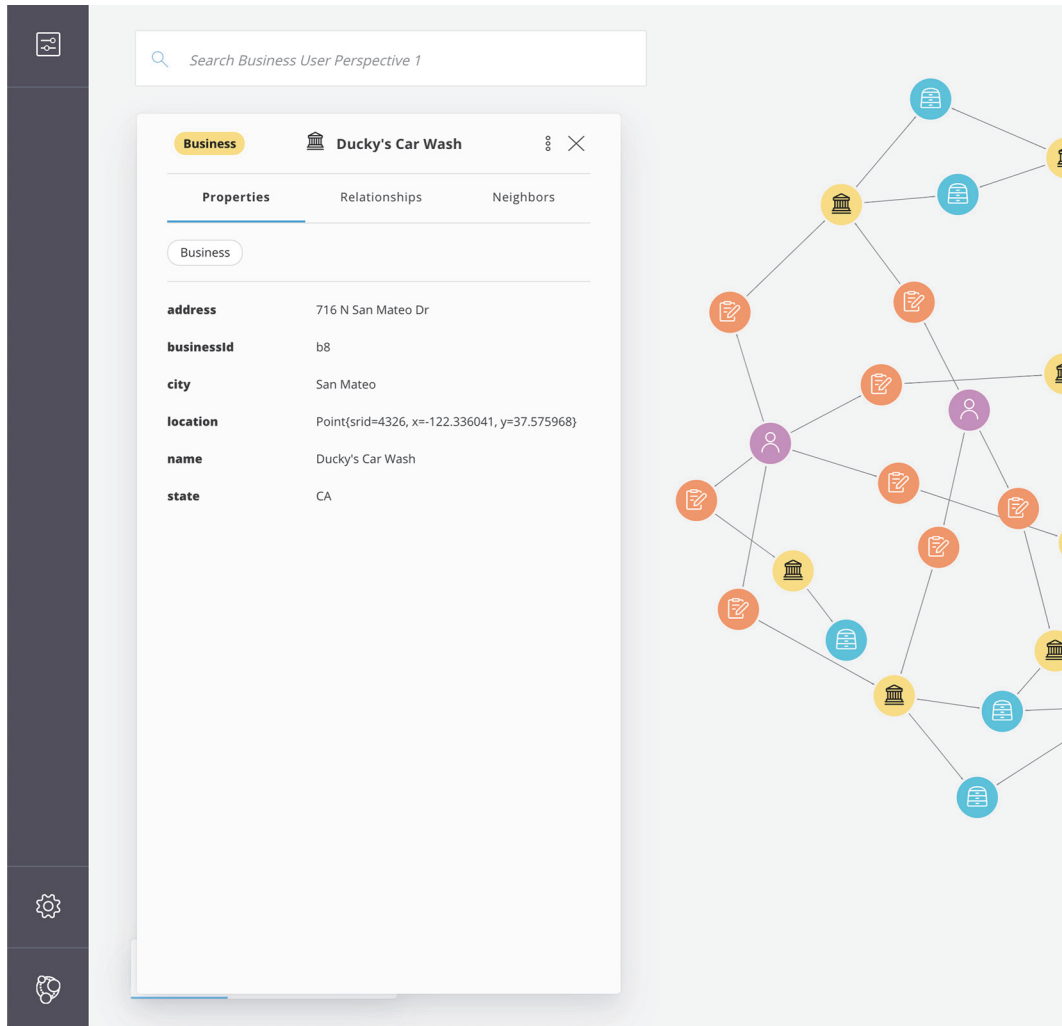 Search Business User Perspective 1
Business Ducky's Car Wash
Properties Relationships Neighbors
Business
address 716 N San Mateo Dr
businessId b8
city San Mateo
location Point{srid=4326, x=-122.336041, y=37.575968}
name Ducky's Car Wash
state CA